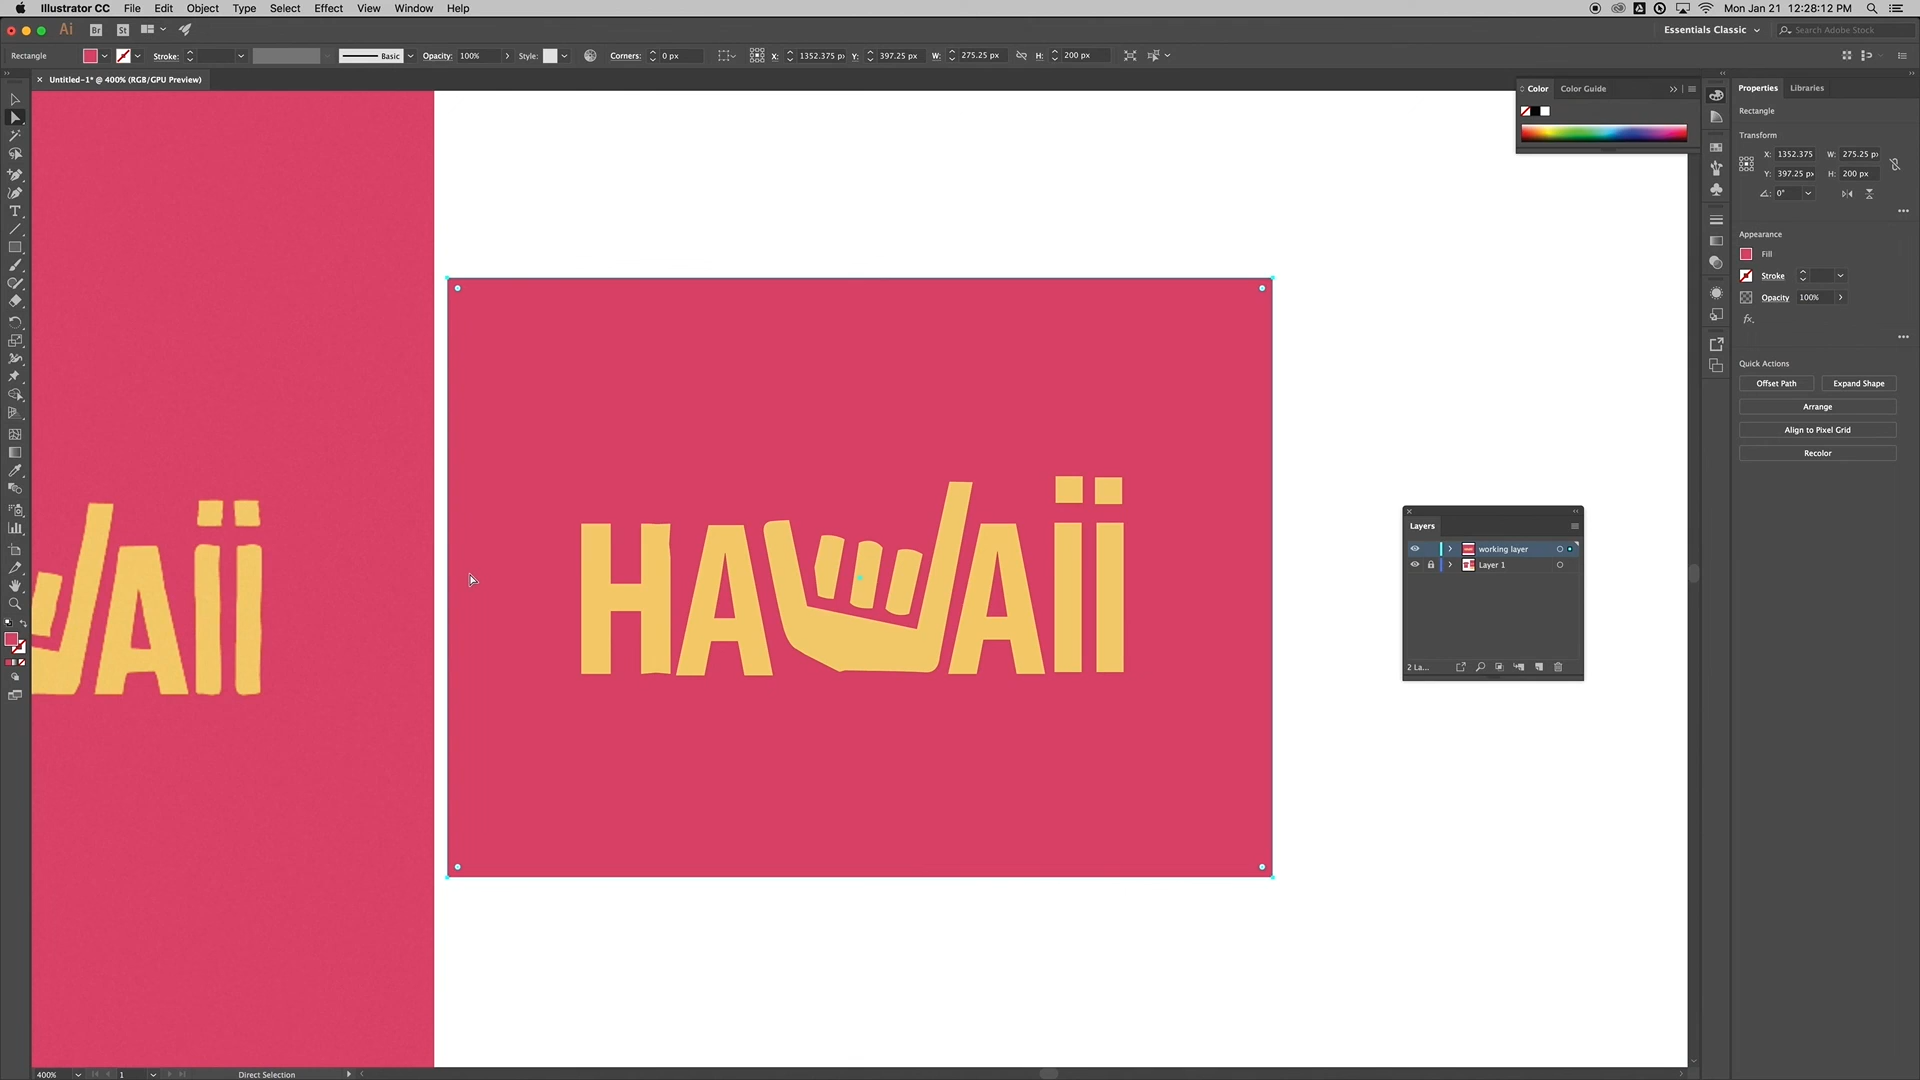 Illustrator CC File Edit Object Type Select Effect View Window Help Mon Jan 21 12:28:12 PM
Ai Br St Essentials Classic Search Adobe Stock
Rectangle Stroke: Basic Opacity: 100% Style: Corners: 0 px X: 1352.375 px Y: 397.25 px W: 275.25 px H: 200 px
× Untitled-1* @ 400% (RGB/GPU Preview)
Color Color Guide
Properties Libraries
Rectangle
Transform
X: 1352.375 W: 275.25 p
Y: 397.25 px H: 200 px
0°
Appearance
Fill
Stroke
Opacity 100%
fx.
Quick Actions
Offset Path Expand Shape
Arrange
Align to Pixel Grid
Recolor
HAWAii
WAii
Layers
working layer
Layer 1
2 La...
400% 1 Direct Selection